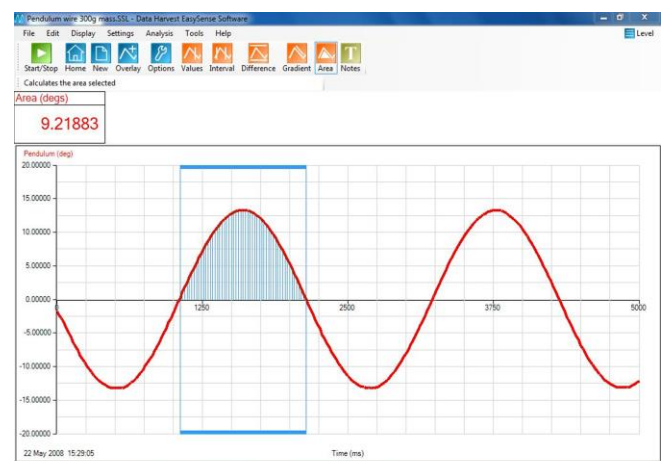 Pendulum wire 300g mass.SSL - Data Harvest EasySense Software
File Edit Display Settings Analysis Tools Help
Level
Start/Stop Home New Overlay Options Values Interval Difference Gradient Area Notes
Calculates the area selected
Area (degs)
9.21883
Pendulum (deg)
20.00000
15.00000
10.00000
5.00000
0.00000
1250 2500 3750 5000
-5.00000
-10.00000
-15.00000
-20.00000
22 May 2008 15:29:05 Time (ms)